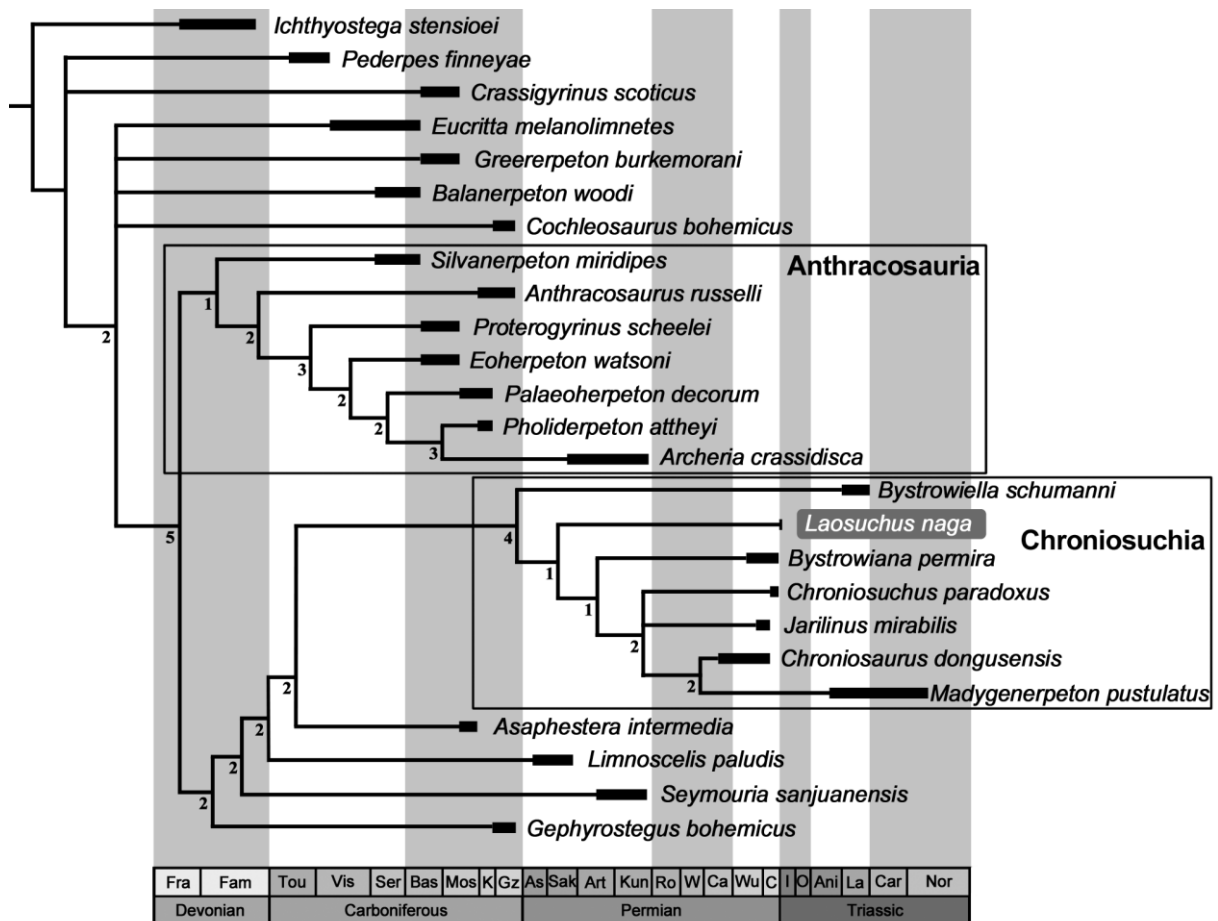 Ichthyostega stensioei
Pederpes finneyae
Crassigyrinus scoticus
Eucritta melanolimnetes
Greererpeton burkemorani
Balanerpeton woodi
Cochleosaurus bohemicus
Silvanerpeton miridipes
Anthracosauria
Anthracosaurus russelli
1
Proterogyrinus scheelei
2
2
Eoherpeton watsoni
3
Palaeoherpeton decorum
2
Pholiderpeton attheyi
2
3
Archeria crassidisca
Bystrowiella schumanni
Laosuchus naga
5
4
Chroniosuchia
Bystrowiana permira
1
Chroniosuchus paradoxus
1
Jarilinus mirabilis
2
Chroniosaurus dongusensis
2
2
Madygenerpeton pustulatus
Asaphestera intermedia
2
Limnoscelis paludis
2
Seymouria sanjuanensis
2
Gephyrostegus bohemicus
Fra Fam Tou Vis Ser Bas Mos K Gz As Sak Art Kun Ro W Ca Wu C I O Ani La Car Nor
Devonian Carboniferous Permian Triassic